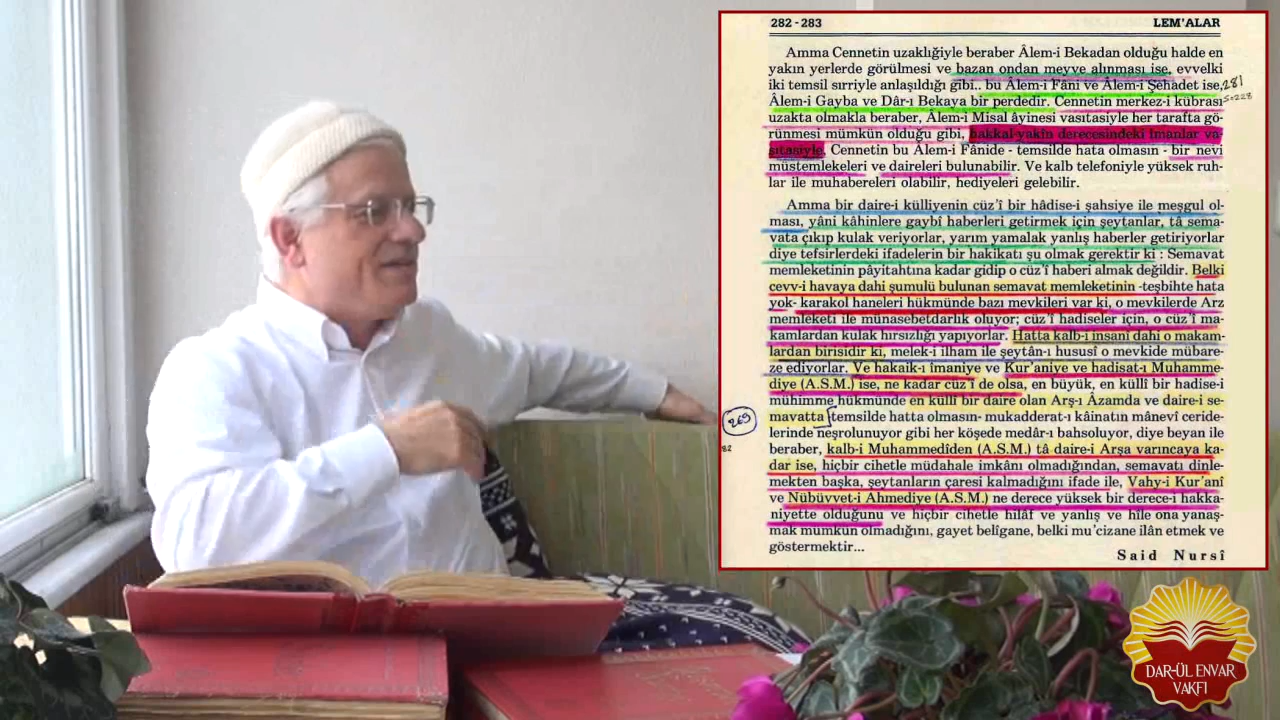 282 - 283 LEM'ALAR
Amma Cennetin uzaklığiyle beraber Âlem-i Bekadan olduğu halde en
yakın yerlerde görülmesi ve bazan ondan meyve alınması ise, evvelki
iki temsil sırriyle anlaşıldığı gibi.. bu Âlem-i Fâni ve Âlem-i Şehadet ise,
281
Âlem-i Gayba ve Dâr-ı Bekaya bir perdedir. Cennetin merkez-i kübrası
uzakta olmakla beraber, Âlem-i Misal âyinesi vasıtasiyle her tarafta gö-
rünmesi mümkün olduğu gibi, hakkal-yakîn derecesindeki imanlar va-
sıtasiyle, Cennetin bu Âlem-i Fânide - temsilde hata olmasın - bir nevi
müstemlekeleri ve daireleri bulunabilir. Ve kalb telefoniyle yüksek ruh-
lar ile muhabereleri olabilir, hediyeleri gelebilir.
Amma bir daire-i külliyenin cüz'î bir hâdise-i şahsiye ile meşgul ol-
ması, yâni kâhinlere gaybî haberleri getirmek için şeytanlar, tâ sema-
vata çıkıp kulak veriyorlar, yarım yamalak yanlış haberler getiriyorlar
diye tefsirlerdeki ifadelerin bir hakikatı şu olmak gerektir ki : Semavat
memleketinin pâyitahtına kadar gidip o cüz'î haberi almak değildir. Belki
cevv-i havaya dahi şumulü bulunan semavat memleketinin -teşbihte hata
yok- karakol haneleri hükmünde bazı mevkileri var ki, o mevkilerde Arz
memleketi ile münasebetdarlık oluyor; cüz'î hadiseler için, o cüz'î ma-
kamlardan kulak hırsızlığı yapıyorlar. Hatta kalb-i insanî dahi o makam-
lardan birisidir ki, melek-i ilham ile şeytân-ı hususî o mevkide mübare-
ze ediyorlar. Ve hakaik-ı imaniye ve Kur'aniye ve hadisat-ı Muhamme-
diye (A.S.M.) ise, ne kadar cüz'î de olsa, en büyük, en küllî bir hadise-i
mühimme hükmünde en küllî bir daire olan Arş-ı Âzamda ve daire-i se-
mavatta -temsilde hatta olmasın- mukadderat-ı kâinatın mânevî ceride-
lerinde neşrolunuyor gibi her köşede medâr-ı bahsoluyor, diye beyan ile
beraber, kalb-i Muhammedîden (A.S.M.) tâ daire-i Arşa varıncaya ka-
dar ise, hiçbir cihetle müdahale imkânı olmadığından, semavatı dinle-
mekten başka, şeytanların çaresi kalmadığını ifade ile, Vahy-i Kur'anî
ve Nübüvvet-i Ahmediye (A.S.M.) ne derece yüksek bir derece-i hakka-
niyette olduğunu ve hiçbir cihetle hilâf ve yanlış ve hîle ona yanaş-
mak mümkün olmadığını, gayet belîgane, belki mu'cizane ilân etmek ve
göstermektir...
Said Nursî
DAR-ÜL ENVAR
VAKFI